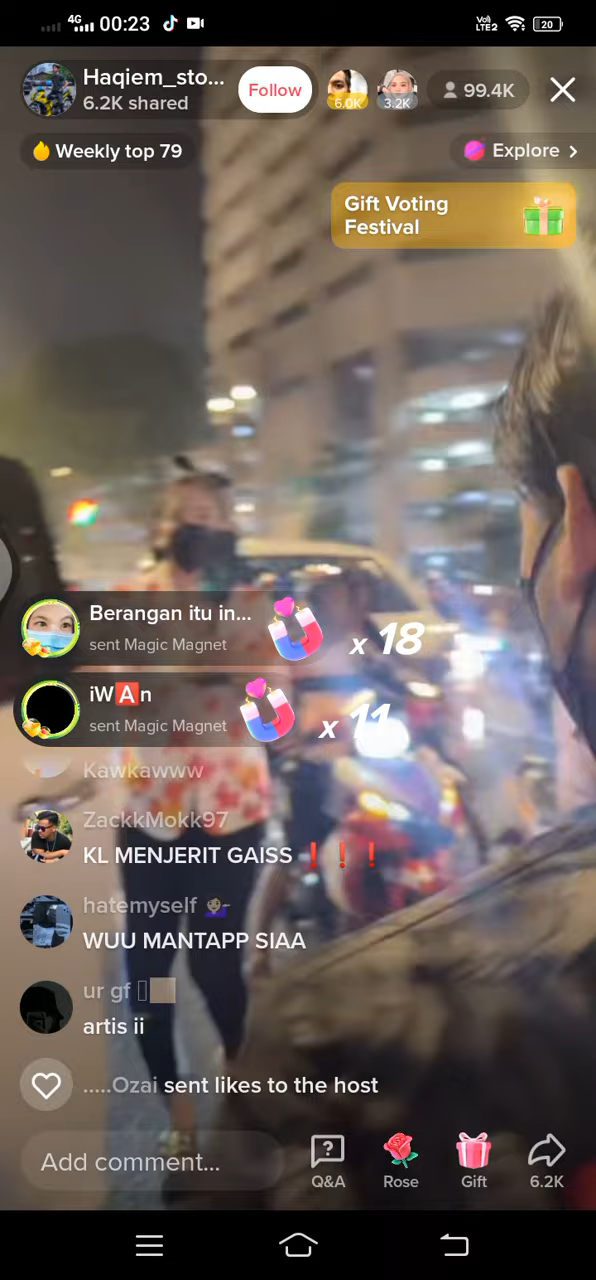 4G 00:23
VoⅡ LTE2 20
Haqiem_sto...
6.2K shared
Follow
6.0K
3.2K
99.4K
Weekly top 79
Explore >
Gift Voting
Festival
Berangan itu in...
sent Magic Magnet
x 18
iW🅰n
sent Magic Magnet
x 11
Kawkawww
ZackkMokk97
KL MENJERIT GAISS ❗❗❗
hatemyself
WUU MANTAPP SIAA
ur gf
artis ii
.....Ozai sent likes to the host
Add comment...
Q&A
Rose
Gift
6.2K